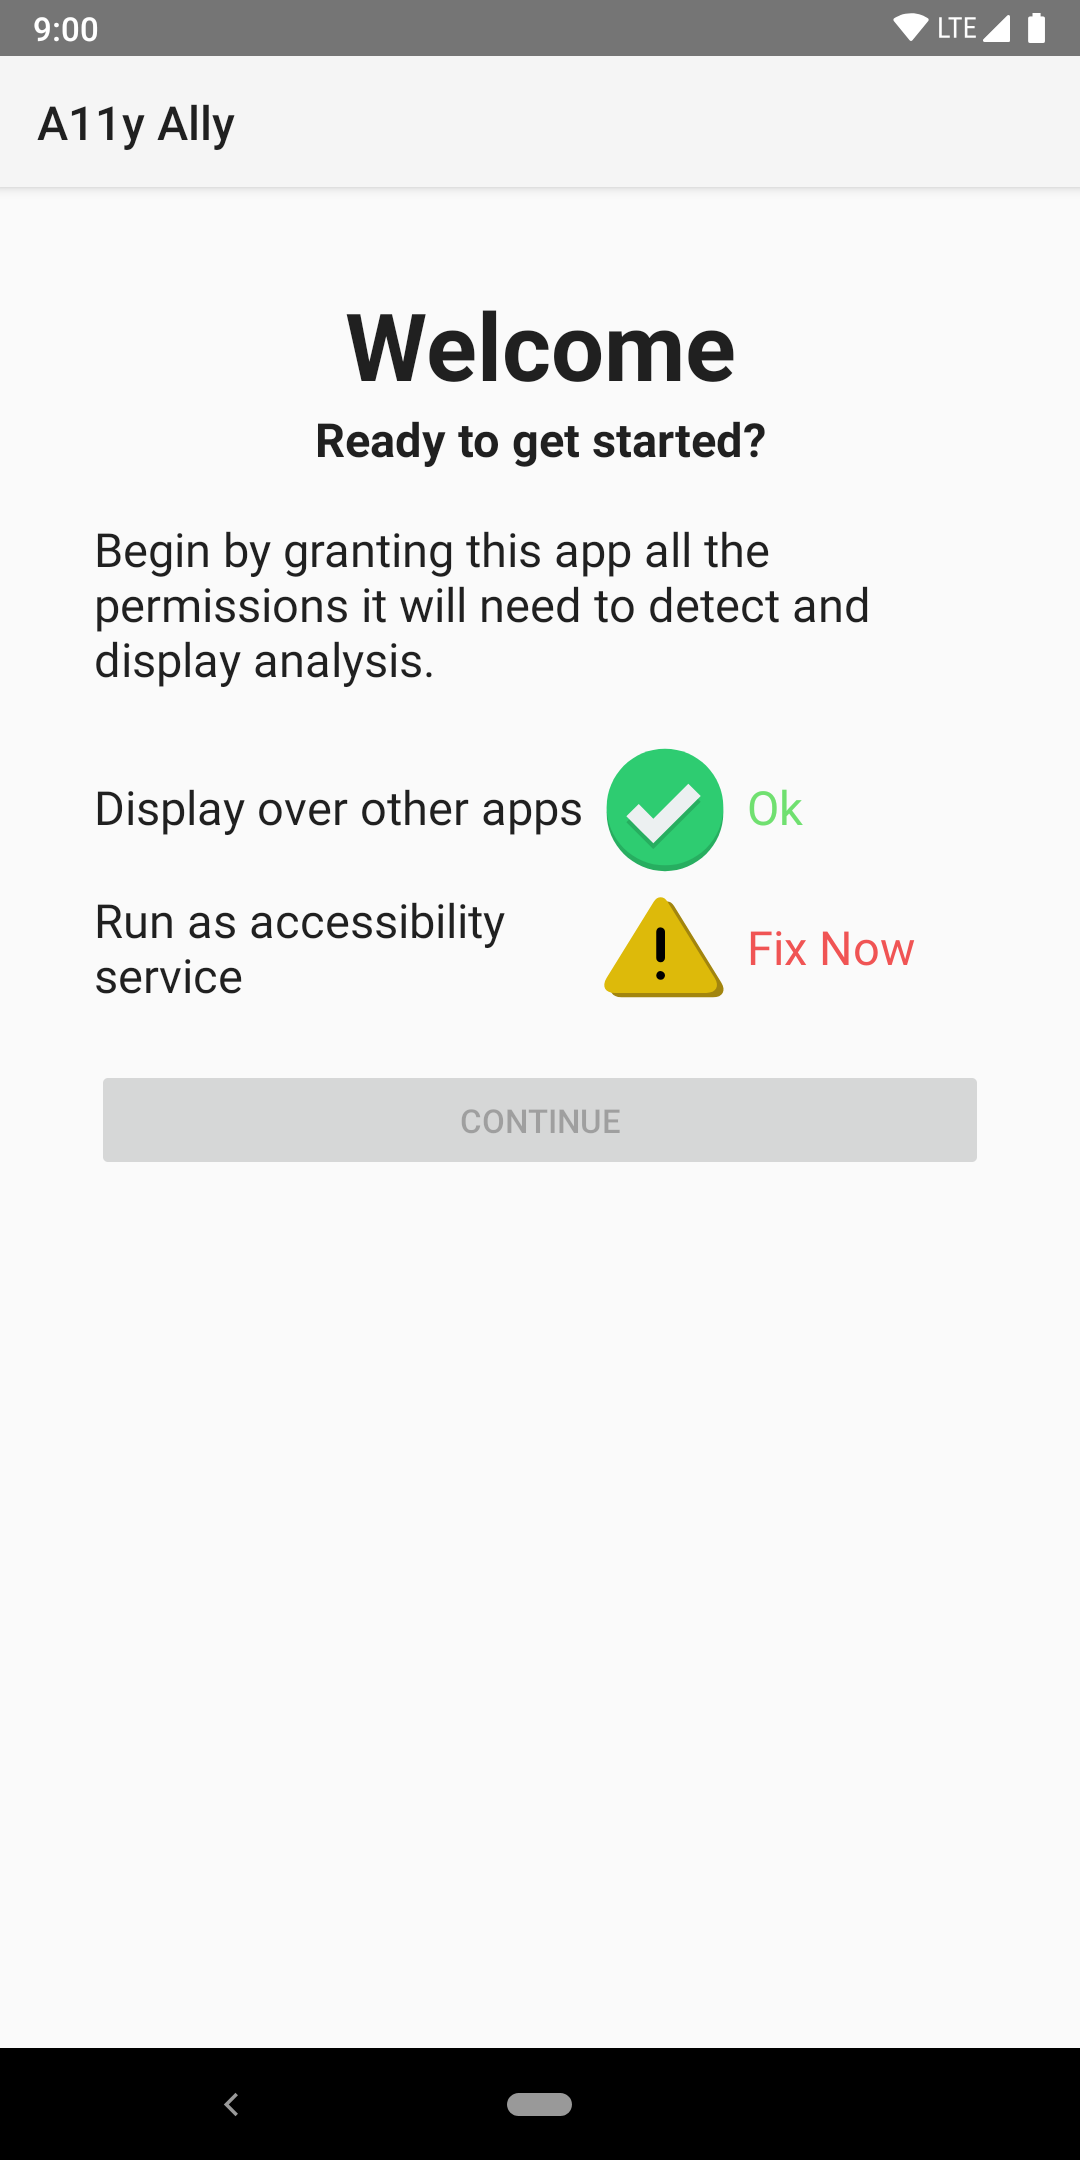 9:00 LTE
A11y Ally
Welcome
Ready to get started?
Begin by granting this app all the
permissions it will need to detect and
display analysis.
Display over other apps Ok
Run as accessibility
service
Fix Now
CONTINUE